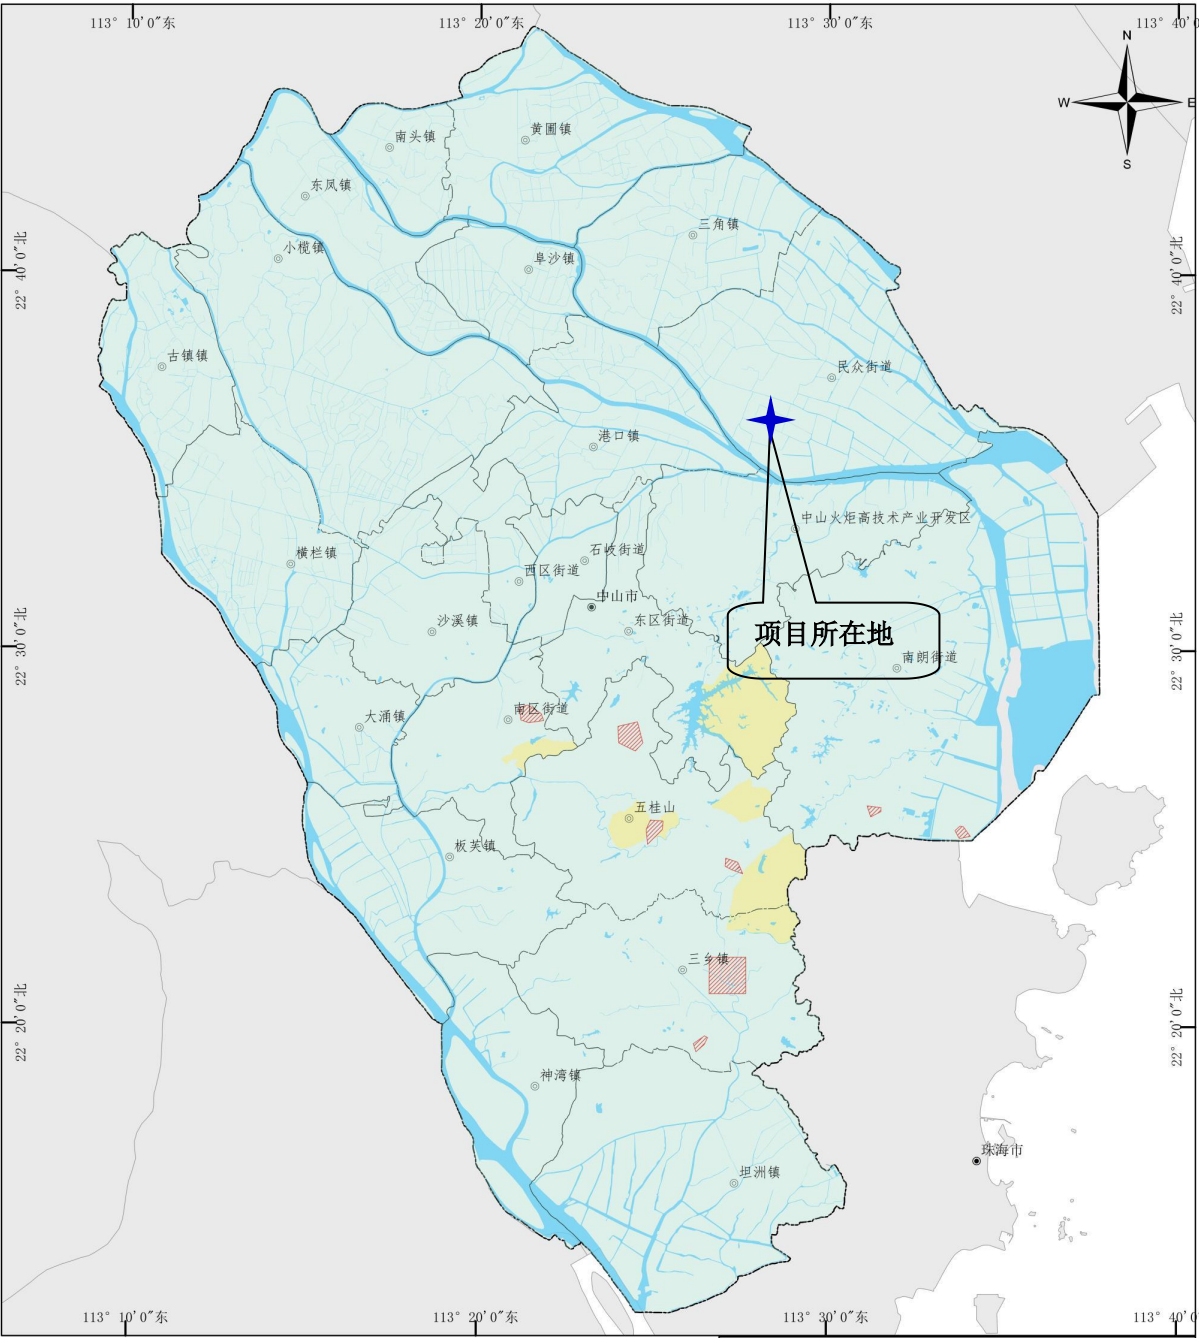 113° 10′0″东
113° 20′0″东
113° 30′0″东
113° 40′0
N
W
E
S
南头镇
黄圃镇
东凤镇
三角镇
小榄镇
阜沙镇
22° 40′0″北
22° 40′0″北
古镇镇
民众街道
港口镇
中山火炬高技术产业开发区
横栏镇
石岐街道
西区街道
中山市
沙溪镇
东区街道
项目所在地
22° 30′0″北
22° 30′0″北
南朗街道
大涌镇
南区街道
五桂山
板芙镇
三乡镇
22° 20′0″北
22° 20′0″北
神湾镇
珠海市
坦洲镇
113° 10′0″东
113° 20′0″东
113° 30′0″东
113° 40′0